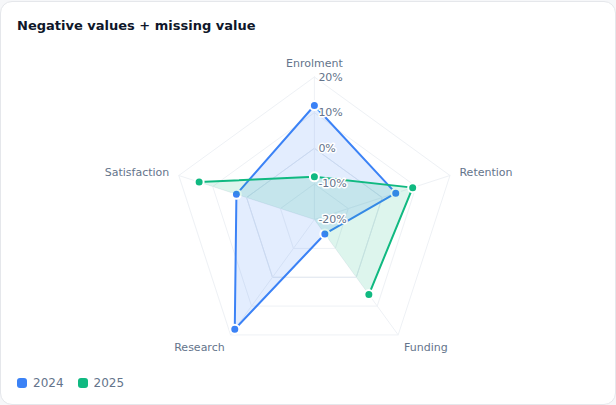 Negative values + missing value
Enrolment
20%
10%
0%
-10%
-20%
Satisfaction
Retention
Research
Funding
2024
2025